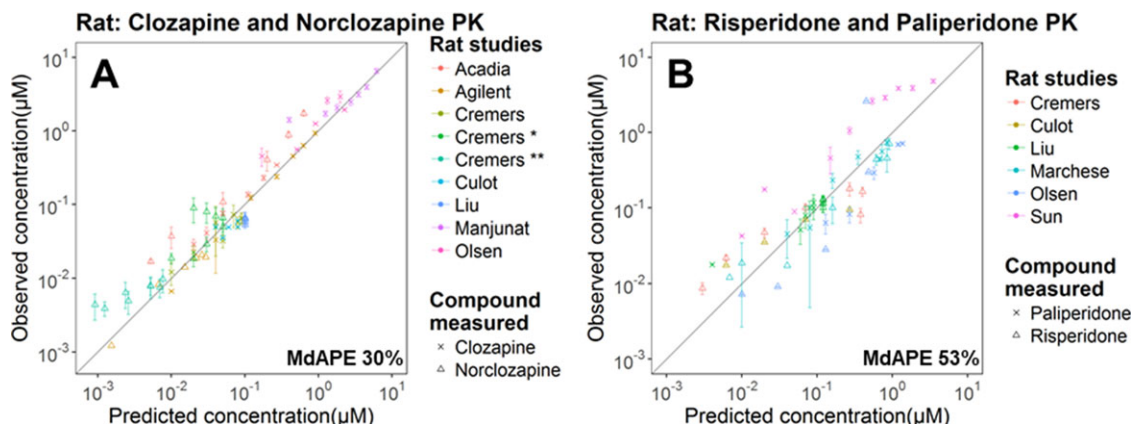 Rat: Clozapine and Norclozapine PK
A
Observed concentration(µM)
10¹
10⁰
10⁻¹
10⁻²
10⁻³
MdAPE 30%
10⁻³ 10⁻² 10⁻¹ 10⁰ 10¹
Predicted concentration(µM)
Rat studies
Acadia
Agilent
Cremers
Cremers *
Cremers **
Culot
Liu
Manjunat
Olsen
Compound
measured
Clozapine
Norclozapine
Rat: Risperidone and Paliperidone PK
B
Observed concentration(µM)
10¹
10⁰
10⁻¹
10⁻²
10⁻³
MdAPE 53%
10⁻³ 10⁻² 10⁻¹ 10⁰ 10¹
Predicted concentration(µM)
Rat studies
Cremers
Culot
Liu
Marchese
Olsen
Sun
Compound
measured
Paliperidone
Risperidone